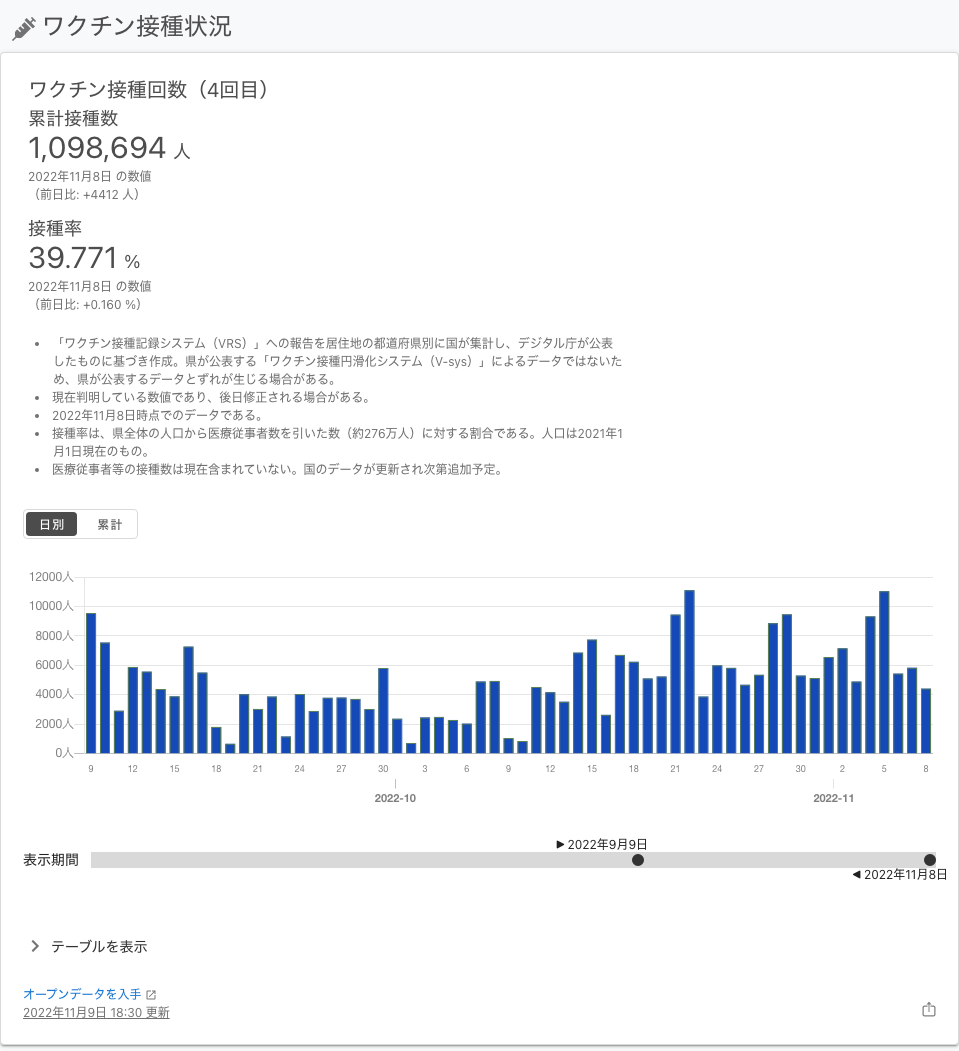 ワクチン接種状況
ワクチン接種回数（4回目）
累計接種数
1,098,694 人
2022年11月8日 の数値
（前日比: +4412 人）
接種率
39.771 %
2022年11月8日 の数値
（前日比: +0.160 %）
• 「ワクチン接種記録システム（VRS）」への報告を居住地の都道府県別に国が集計し、デジタル庁が公表
したものに基づき作成。県が公表する「ワクチン接種円滑化システム（V-sys）」によるデータではないた
め、県が公表するデータとずれが生じる場合がある。
• 現在判明している数値であり、後日修正される場合がある。
• 2022年11月8日時点でのデータである。
• 接種率は、県全体の人口から医療従事者数を引いた数（約276万人）に対する割合である。人口は2021年1
月1日現在のもの。
• 医療従事者等の接種数は現在含まれていない。国のデータが更新され次第追加予定。
日別 累計
12000人
10000人
8000人
6000人
4000人
2000人
0人
9 12 15 18 21 24 27 30 3 6 9 12 15 18 21 24 27 30 2 5 8
2022-10 2022-11
▶ 2022年9月9日
表示期間
◀ 2022年11月8日
テーブルを表示
オープンデータを入手
2022年11月9日 18:30 更新